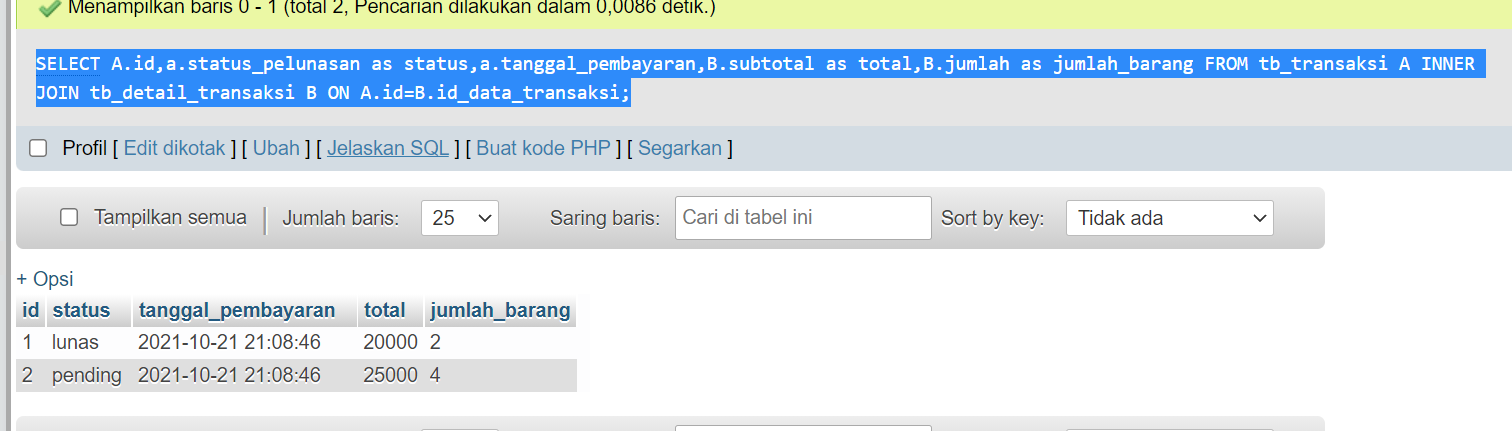 Menampilkan baris 0 - 1 (total 2, Pencarian dilakukan dalam 0,0086 detik.)
SELECT A.id,a.status_pelunasan as status,a.tanggal_pembayaran,B.subtotal as total,B.jumlah as jumlah_barang FROM tb_transaksi A INNER
JOIN tb_detail_transaksi B ON A.id=B.id_data_transaksi;
Profil [ Edit dikotak ] [ Ubah ] [ Jelaskan SQL ] [ Buat kode PHP ] [ Segarkan ]
Tampilkan semua Jumlah baris: 25 Saring baris: Cari di tabel ini Sort by key: Tidak ada
+ Opsi
id status tanggal_pembayaran total jumlah_barang
1 lunas 2021-10-21 21:08:46 20000 2
2 pending 2021-10-21 21:08:46 25000 4